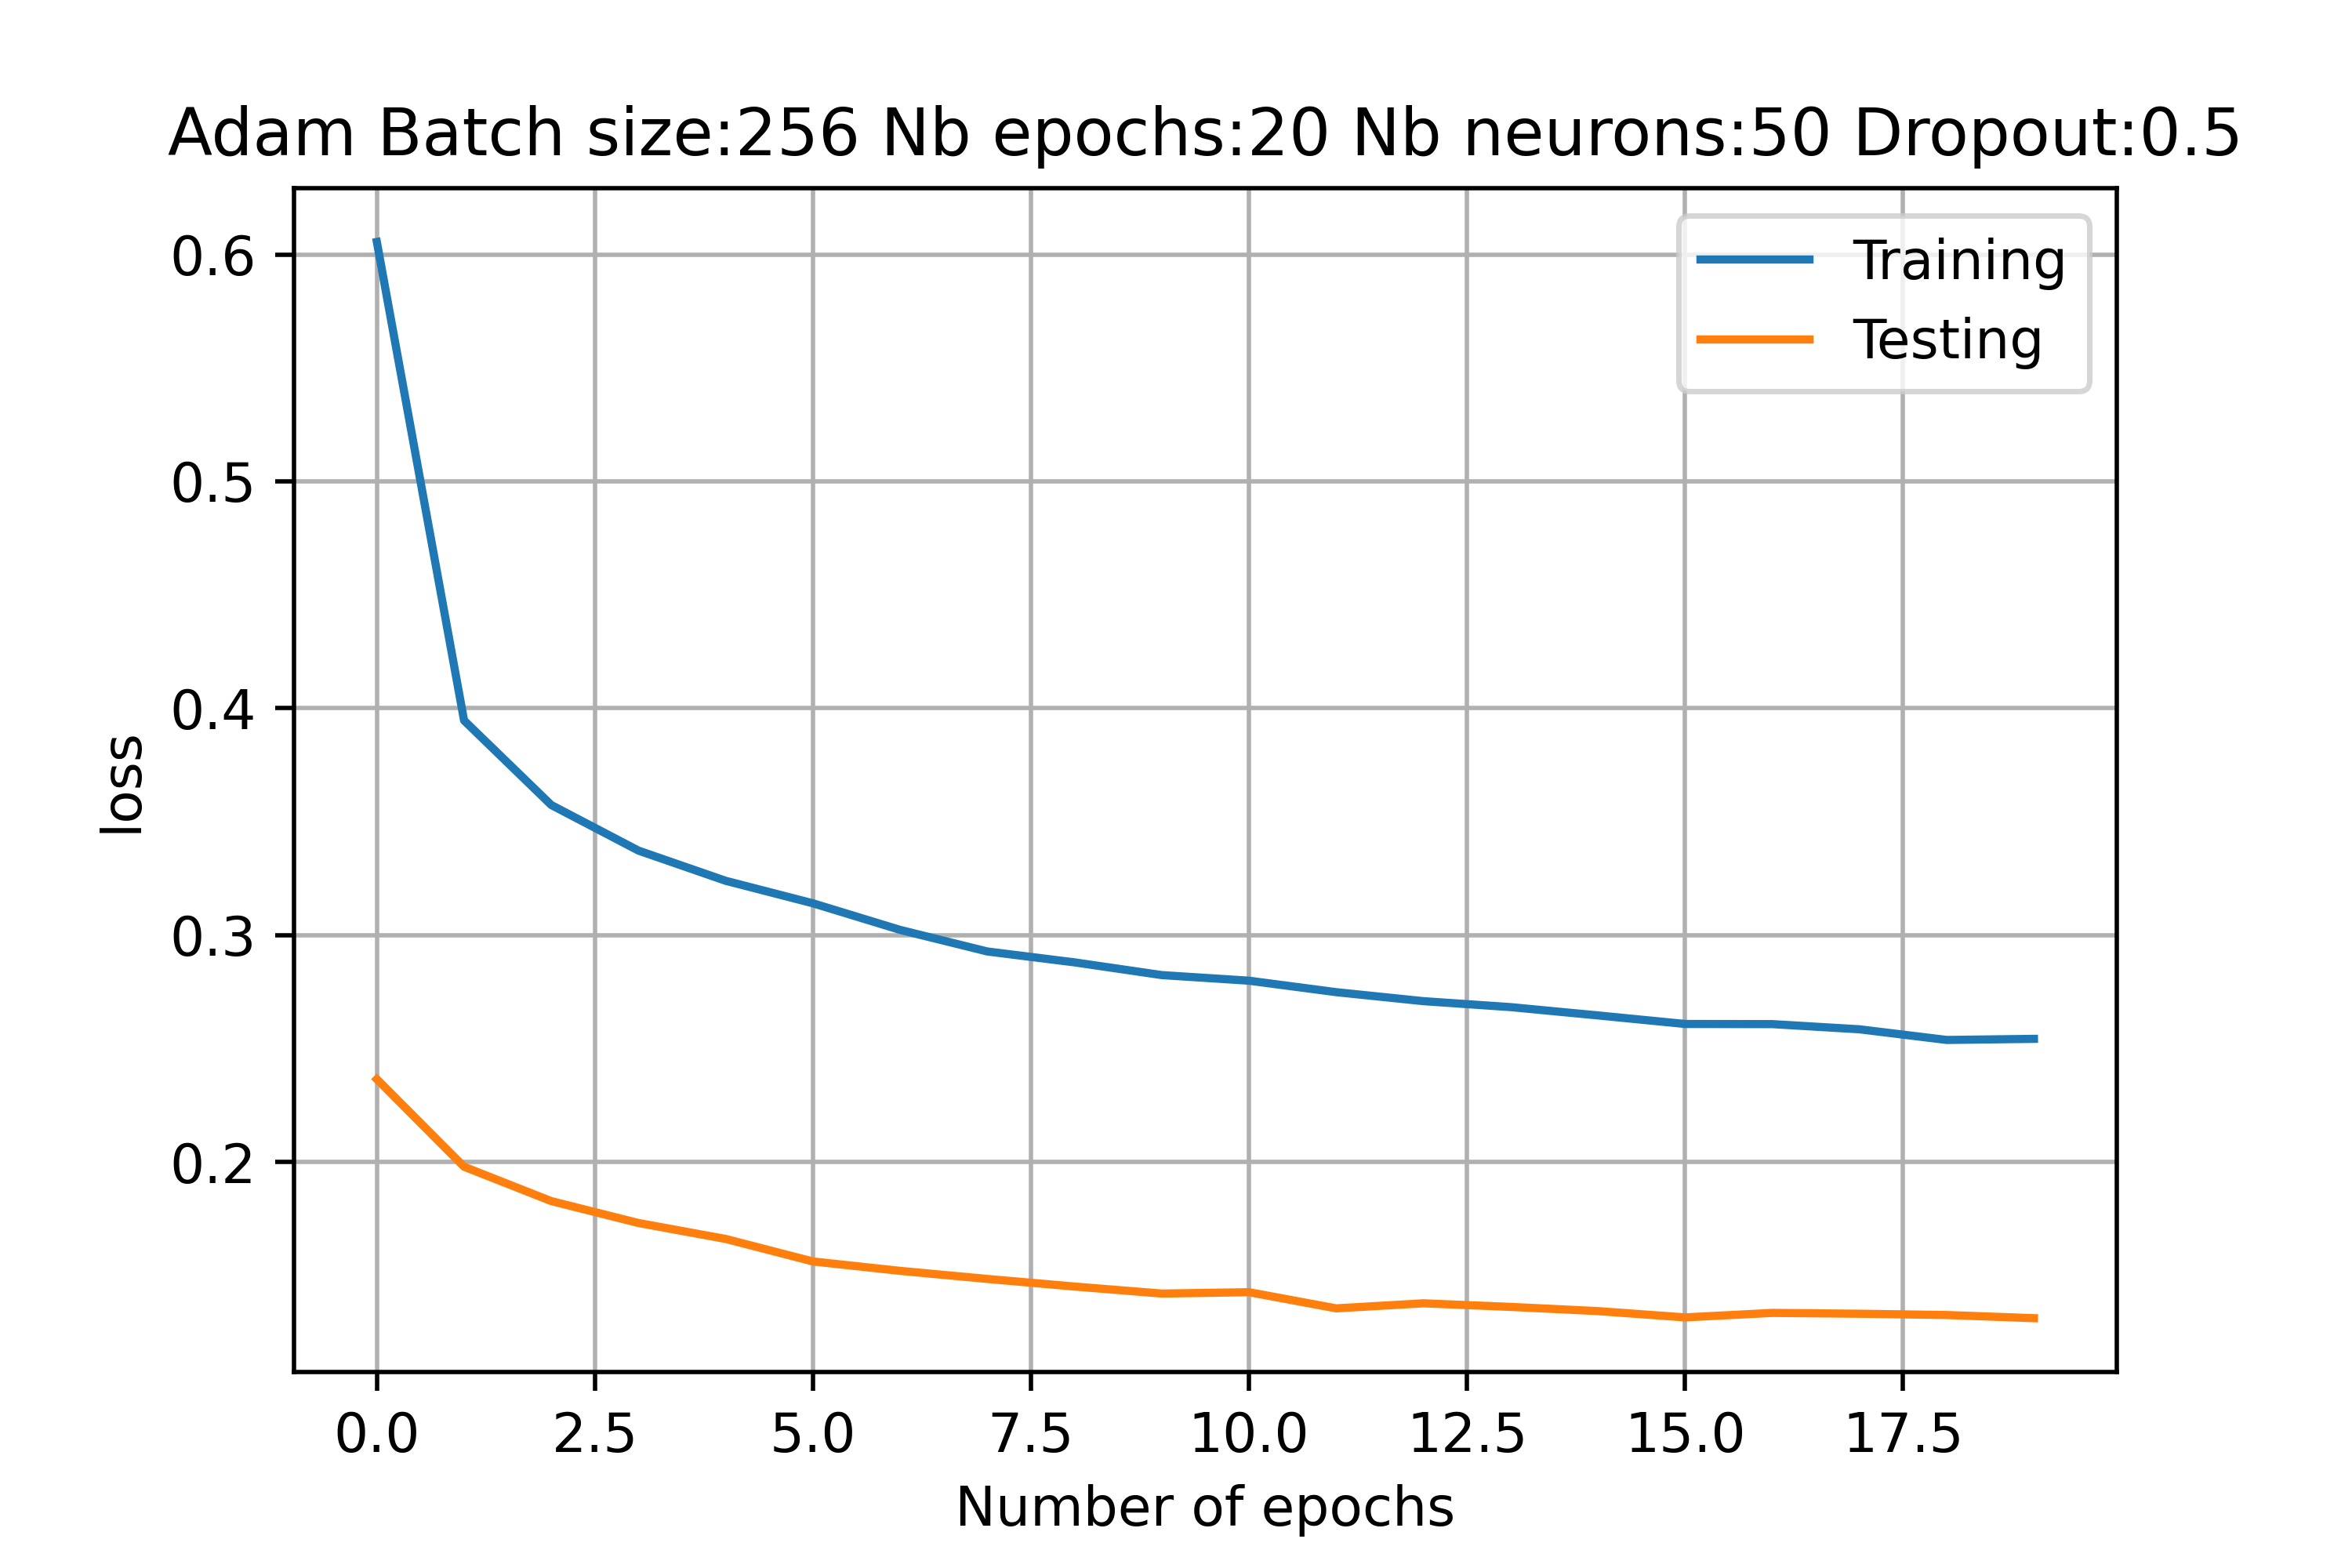 Adam Batch size:256 Nb epochs:20 Nb neurons:50 Dropout:0.5
Training
Testing
0.6
0.5
0.4
0.3
0.2
loss
0.0 2.5 5.0 7.5 10.0 12.5 15.0 17.5
Number of epochs